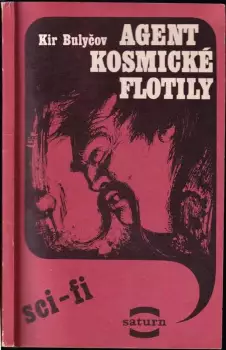 Kir Bulyčov AGENT
KOSMICKÉ
FLOTILY
sci-fi
saturn